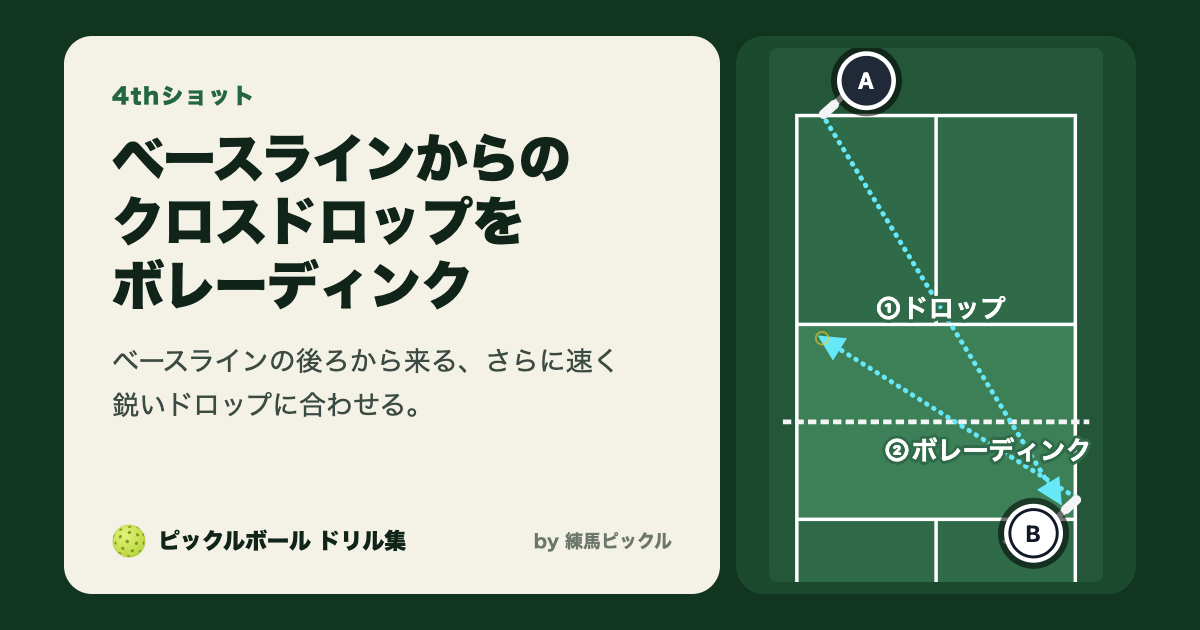 4thショット
ベースラインからの
クロスドロップを
ボレーディンク
ベースラインの後ろから来る、さらに速く
鋭いドロップに合わせる。
ピックルボール ドリル集
by 練馬ピックル
A
①ドロップ
②ボレーディンク
B